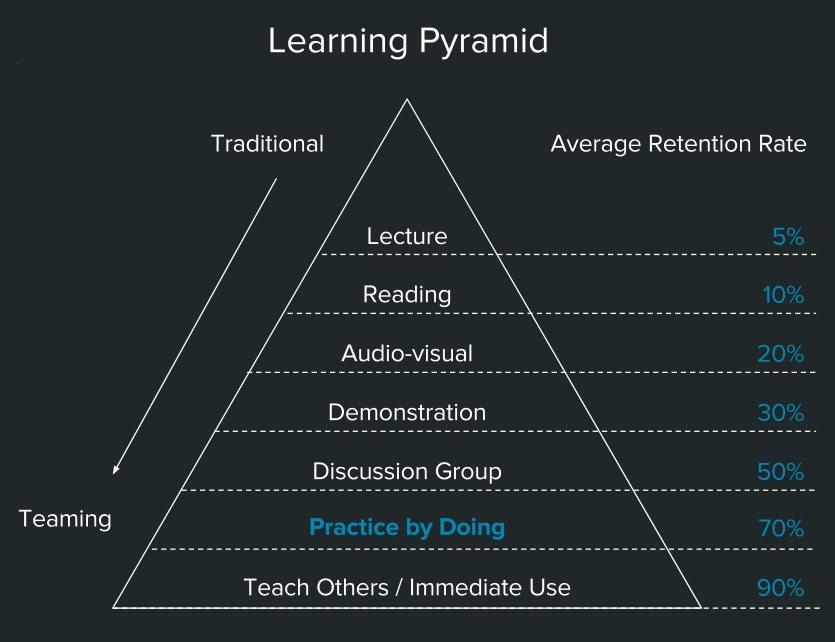 Learning Pyramid
Traditional
Average Retention Rate
Lecture 5%
Reading 10%
Audio-visual 20%
Demonstration 30%
Discussion Group 50%
Teaming
Practice by Doing 70%
Teach Others / Immediate Use 90%